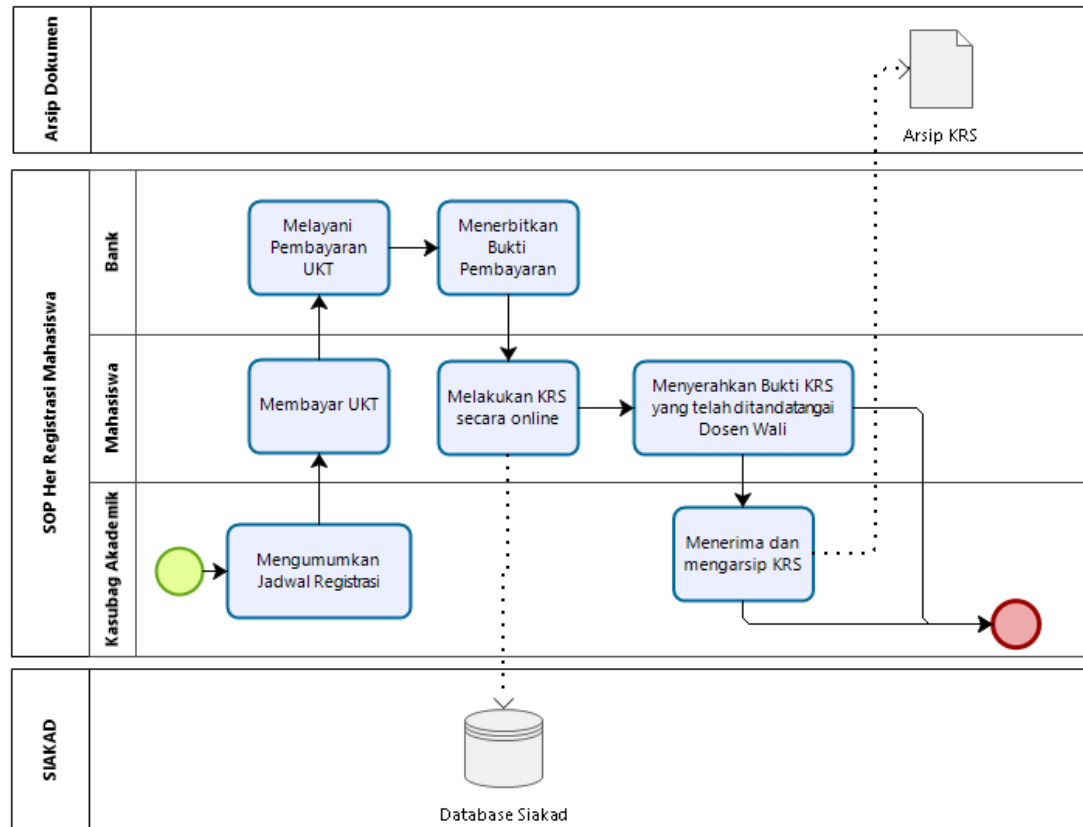 Arsip Dokumen
Arsip KRS
SOP Her Registrasi Mahasiswa
Bank
Melayani
Pembayaran
UKT
Menerbitkan
Bukti
Pembayaran
Mahasiswa
Membayar UKT
Melakukan KRS
secara online
Menyerahkan Bukti KRS
yang telah ditandatangai
Dosen Wali
Kasubag Akademik
Mengumumkan
Jadwal Registrasi
Menerima dan
mengarsip KRS
SIAKAD
Database Siakad